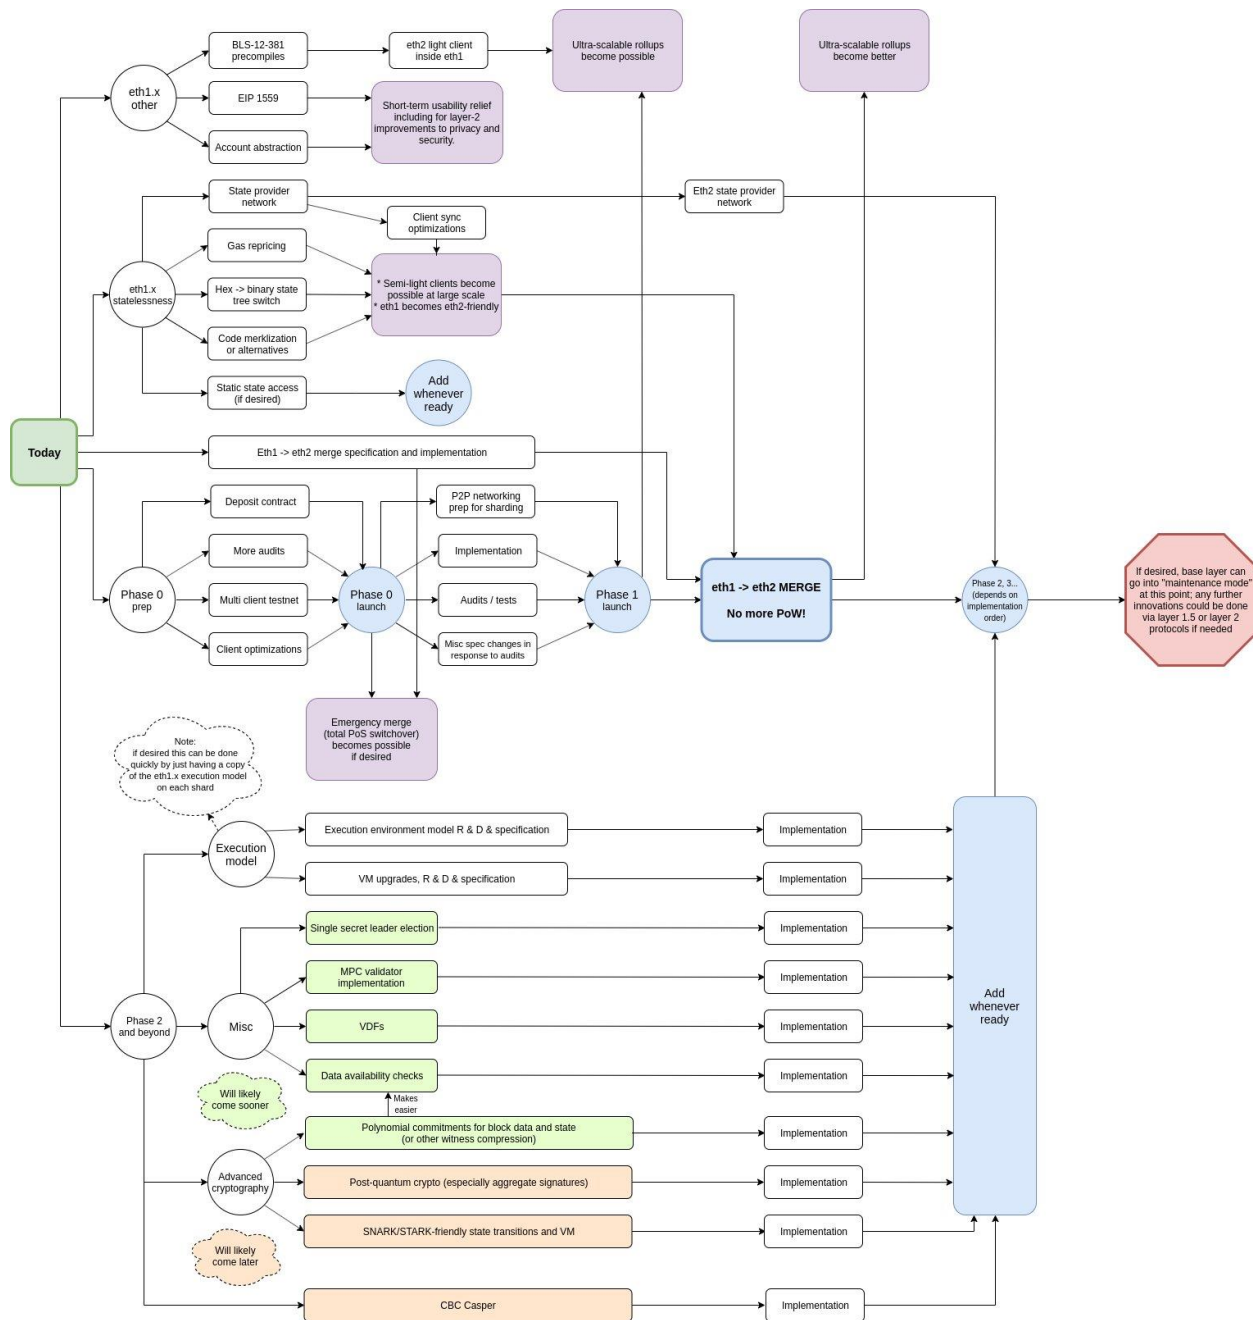 BLS-12-381
precompiles
eth2 light client
inside eth1
Ultra-scalable rollups
become possible
Ultra-scalable rollups
become better
eth1.x
other
EIP 1559
Short-term usability relief
including for layer-2
improvements to privacy and
security.
Account abstraction
State provider
network
Eth2 state provider
network
Client sync
optimizations
Gas repricing
eth1.x
statelessness
Hex -> binary state
tree switch
* Semi-light clients become
possible at large scale
* eth1 becomes eth2-friendly
Code merklization
or alternatives
Static state access
(if desired)
Add
whenever
ready
Today
Eth1 -> eth2 merge specification and implementation
Deposit contract
P2P networking
prep for sharding
More audits
Implementation
Phase 0
prep
Multi client testnet
Phase 0
launch
Audits / tests
Phase 1
launch
eth1 -> eth2 MERGE
No more PoW!
Phase 2, 3...
(depends on
implementation
order)
If desired, base layer can
go into "maintenance mode"
at this point; any further
innovations could be done
via layer 1.5 or layer 2
protocols if needed
Client optimizations
Misc spec changes in
response to audits
Emergency merge
(total PoS switchover)
becomes possible
if desired
Note:
if desired this can be done
quickly by just having a copy
of the eth1.x execution model
on each shard
Execution
model
Execution environment model R & D & specification
Implementation
VM upgrades, R & D & specification
Implementation
Single secret leader election
Implementation
MPC validator
implementation
Implementation
Phase 2
and beyond
Misc
VDFs
Implementation
Add
whenever
ready
Data availability checks
Implementation
Will likely
come sooner
Makes
easier
Polynomial commitments for block data and state
(or other witness compression)
Implementation
Advanced
cryptography
Post-quantum crypto (especially aggregate signatures)
Implementation
SNARK/STARK-friendly state transitions and VM
Implementation
Will likely
come later
CBC Casper
Implementation